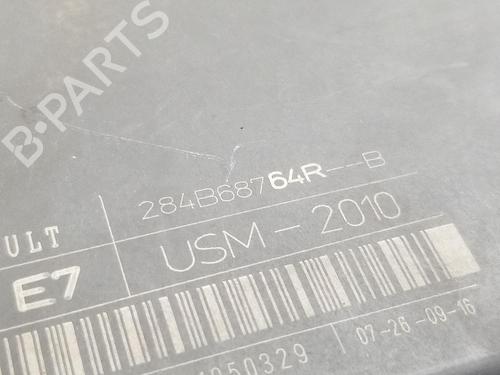 B-PARTS
284B68764R---B
ULT
USM-2010
E7
07-26-09-16